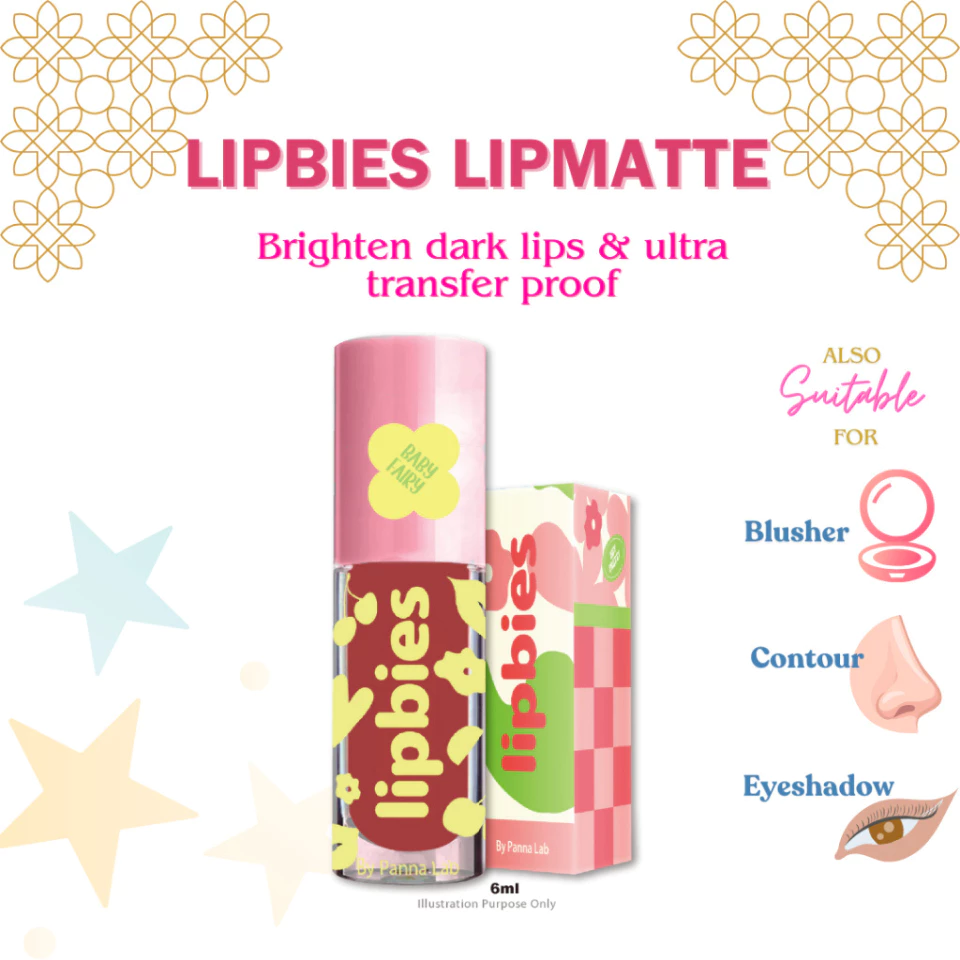 LIPBIES LIPMATTE
Brighten dark lips & ultra
transfer proof
ALSO
Suitable
FOR
BABY
FAIRY
lipbies
lipbies
Blusher
Contour
Eyeshadow
By Panna Lab
By Panna Lab
6ml
Illustration Purpose Only